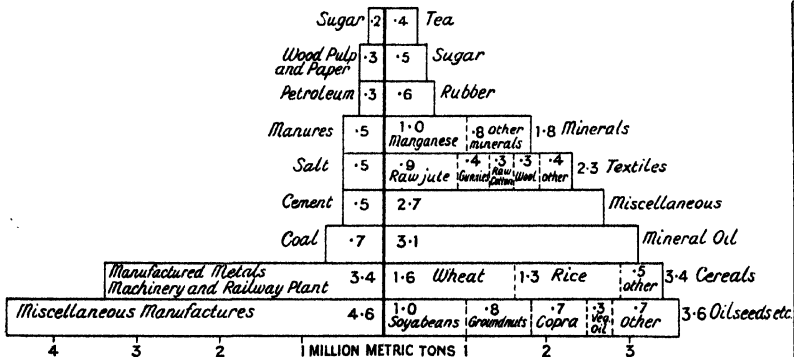 Sugar .2 .4 Tea
Wood Pulp
and Paper .3 .5 Sugar
Petroleum .3 .6 Rubber
Manures .5 1.0 Manganese .8 other minerals 1.8 Minerals
Salt .5 .9 Raw jute .4 Gunnies .3 Raw Cotton .3 Wool .4 other 2.3 Textiles
Cement .5 2.7 Miscellaneous
Coal .7 3.1 Mineral Oil
Manufactured Metals
Machinery and Railway Plant 3.4 1.6 Wheat 1.3 Rice .5 other 3.4 Cereals
Miscellaneous Manufactures 4.6 1.0 Soyabeans .8 Groundnuts .7 Copra .3 Veg. Oil .7 Other 3.6 Oilseeds etc.
4 3 2 1 MILLION METRIC TONS 1 2 3